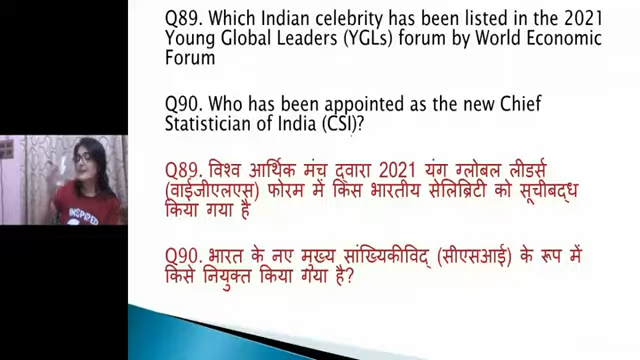 Q89. Which Indian celebrity has been listed in the 2021
Young Global Leaders (YGLs) forum by World Economic
Forum
Q90. Who has been appointed as the new Chief
Statistician of India (CSI)?
Q89. विश्व आर्थिक मंच द्वारा 2021 यंग ग्लोबल लीडर्स
(वाईजीएलएस) फोरम में किस भारतीय सेलिब्रिटी को सूचीबद्ध
किया गया है
Q90. भारत के नए मुख्य सांख्यिकीविद् (सीएसआई) के रूप में
किसे नियुक्त किया गया है?
INSPIRED